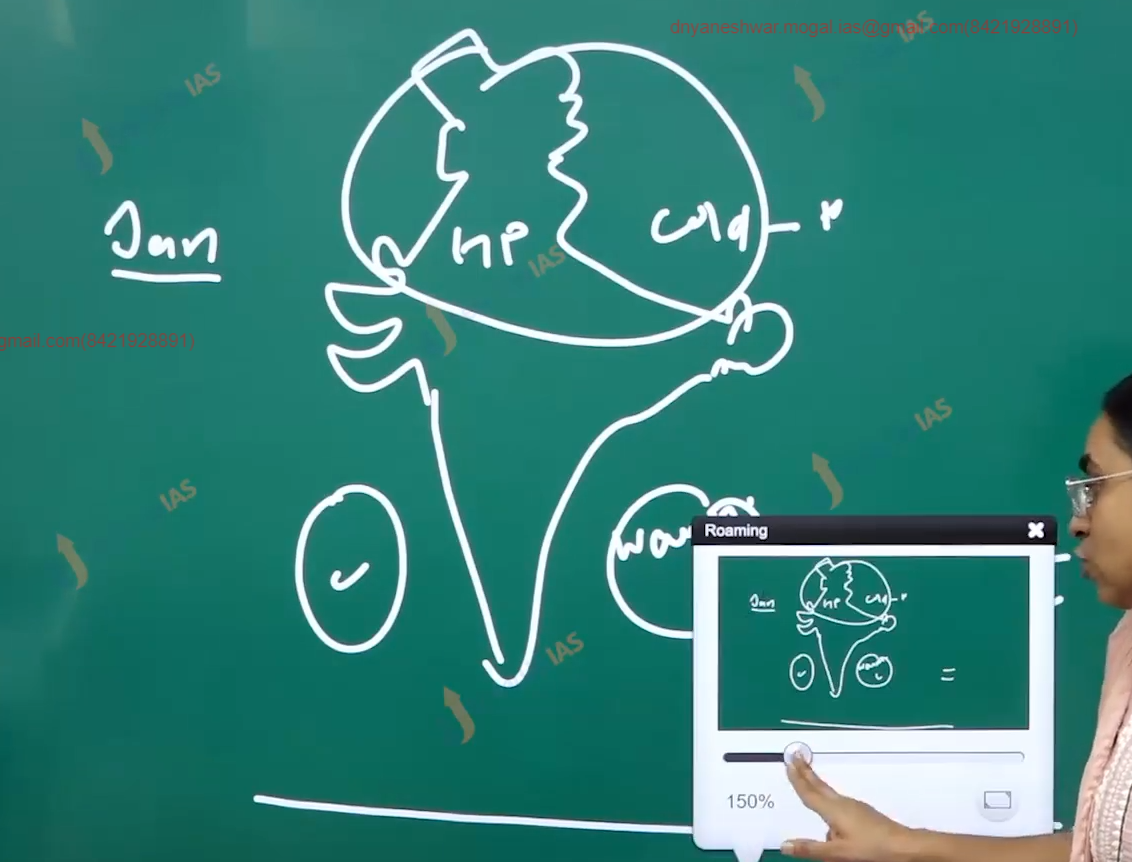 dnyaneshwar.mogal.ias@gmail.com(8421928891)
IAS
IAS
Jan
HP
Cold - H
IAS
gmail.com(8421928891)
IAS
IAS
Roaming
Jan
HP
Cold
IAS
150%